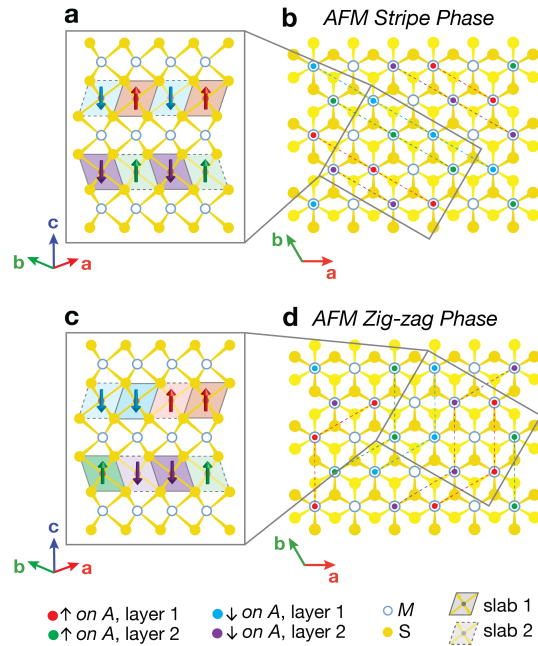 a
b AFM Stripe Phase
c
b a
b
a
c
d AFM Zig-zag Phase
c
b a
b
a
↑ on A, layer 1
↓ on A, layer 1
M
slab 1
↑ on A, layer 2
↓ on A, layer 2
S
slab 2